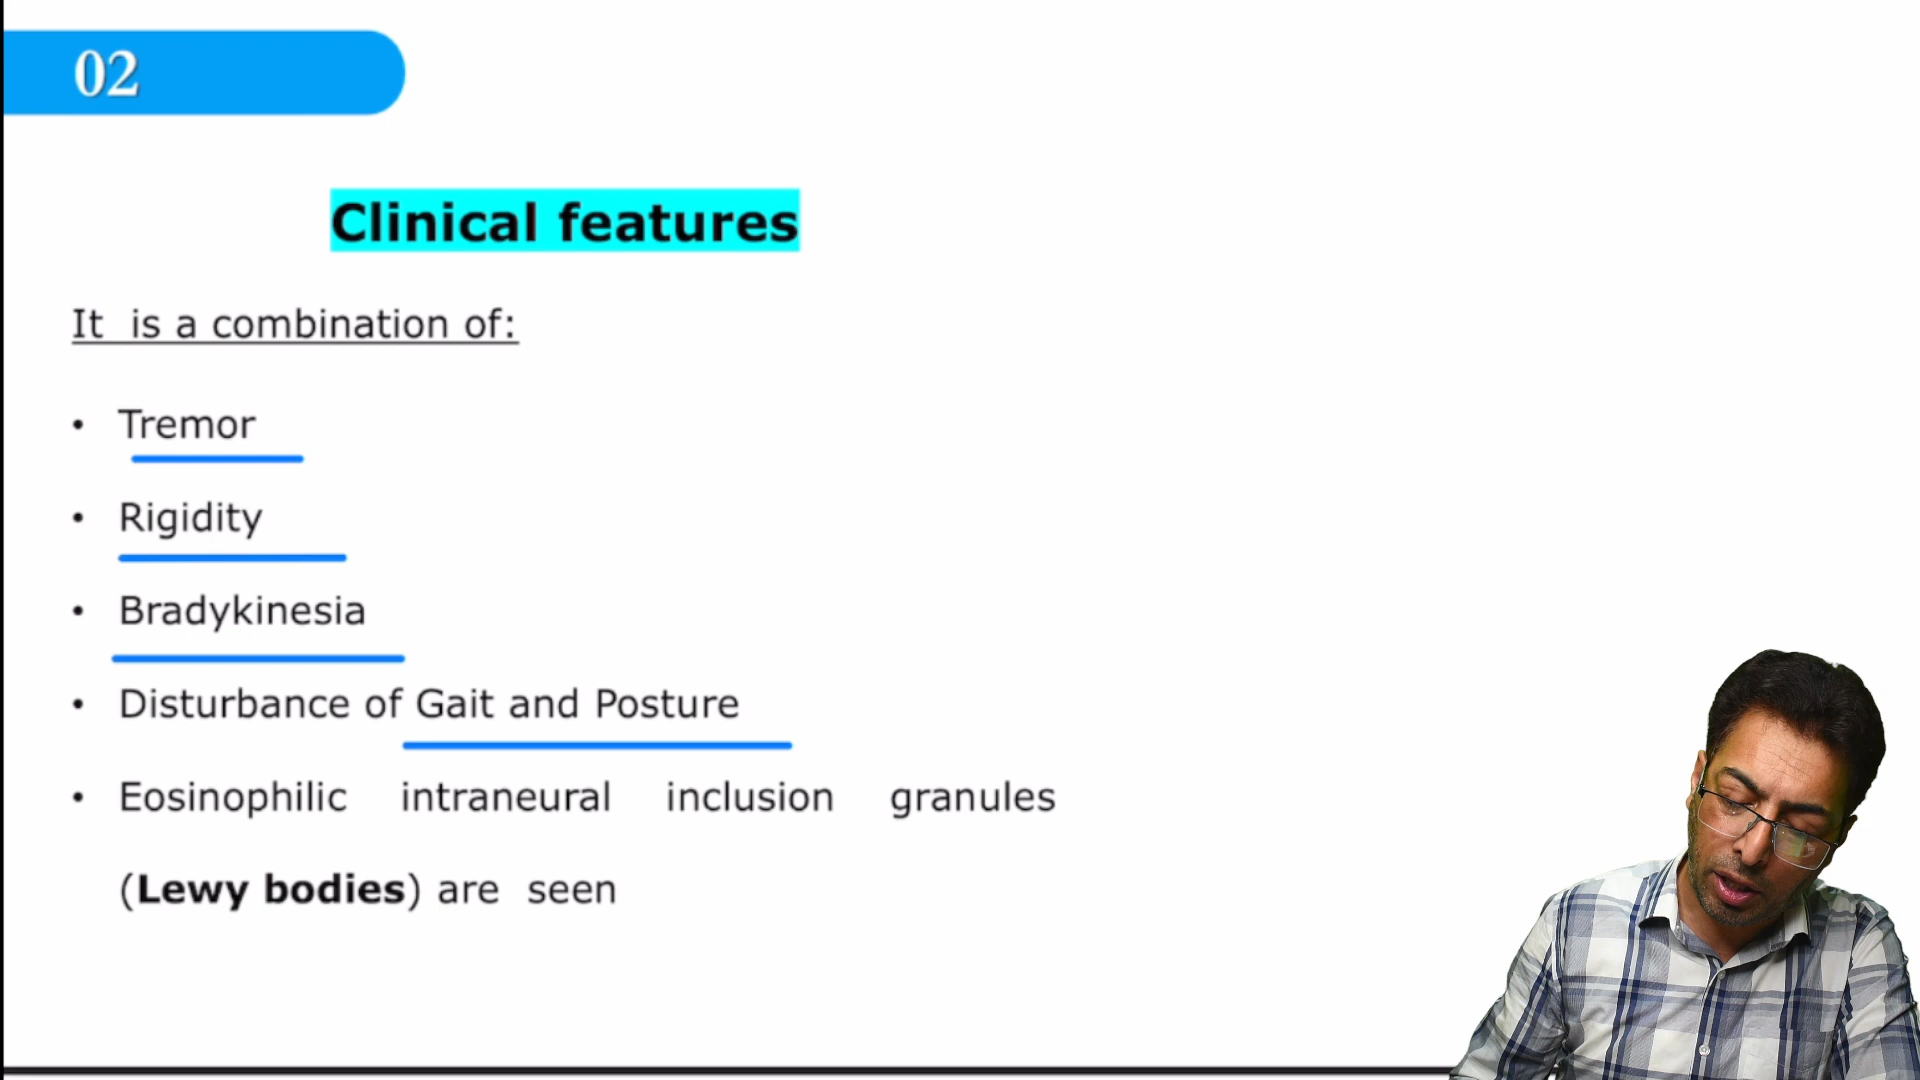 02
Clinical features
It is a combination of:
• Tremor
• Rigidity
• Bradykinesia
• Disturbance of Gait and Posture
• Eosinophilic intraneural inclusion granules
(Lewy bodies) are seen